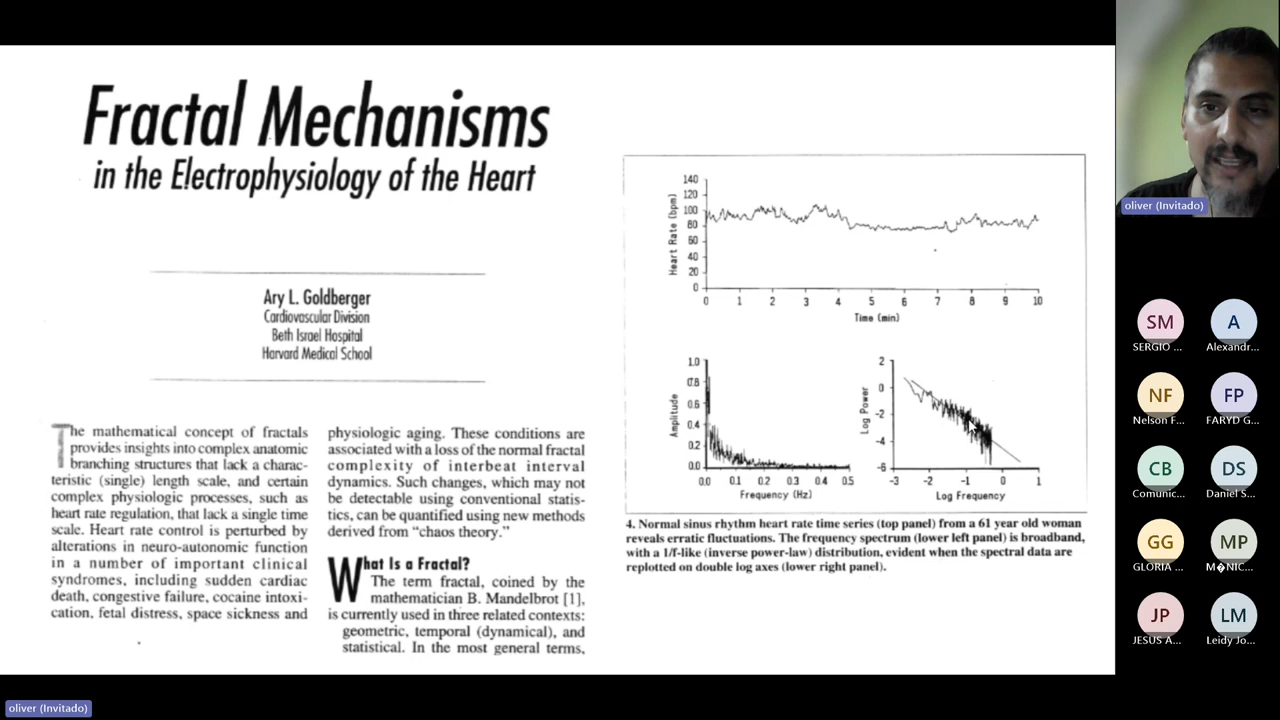 Fractal Mechanisms
in the Electrophysiology of the Heart
Ary L. Goldberger
Cardiovascular Division
Beth Israel Hospital
Harvard Medical School
The mathematical concept of fractals
provides insights into complex anatomic
branching structures that lack a charac-
teristic (single) length scale, and certain
complex physiologic processes, such as
heart rate regulation, that lack a single time
scale. Heart rate control is perturbed by
alterations in neuro-autonomic function
in a number of important clinical
syndromes, including sudden cardiac
death, congestive failure, cocaine intoxi-
cation, fetal distress, space sickness and
physiologic aging. These conditions are
associated with a loss of the normal fractal
complexity of interbeat interval
dynamics. Such changes, which may not
be detectable using conventional statis-
tics, can be quantified using new methods
derived from “chaos theory.”
What Is a Fractal?
The term fractal, coined by the
mathematician B. Mandelbrot [1],
is currently used in three related contexts:
geometric, temporal (dynamical), and
statistical. In the most general terms,
Heart Rate (bpm)
140
120
100
80
60
40
20
0
0 1 2 3 4 5 6 7 8 9 10
Time (min)
Amplitude
1.0
0.8
0.6
0.4
0.2
0.0
0.0 0.1 0.2 0.3 0.4 0.5
Frequency (Hz)
Log Power
2
0
-2
-4
-6
-3 -2 -1 0 1
Log Frequency
4. Normal sinus rhythm heart rate time series (top panel) from a 61 year old woman
reveals erratic fluctuations. The frequency spectrum (lower left panel) is broadband,
with a 1/f-like (inverse power-law) distribution, evident when the spectral data are
replotted on double log axes (lower right panel).
oliver (Invitado)
SM
SERGIO ...
A
Alexandr...
NF
Nelson F...
FP
FARYD G...
CB
Comunic...
DS
Daniel S...
GG
GLORIA ...
MP
M�NIC...
JP
JESUS A...
LM
Leidy Jo...
oliver (Invitado)